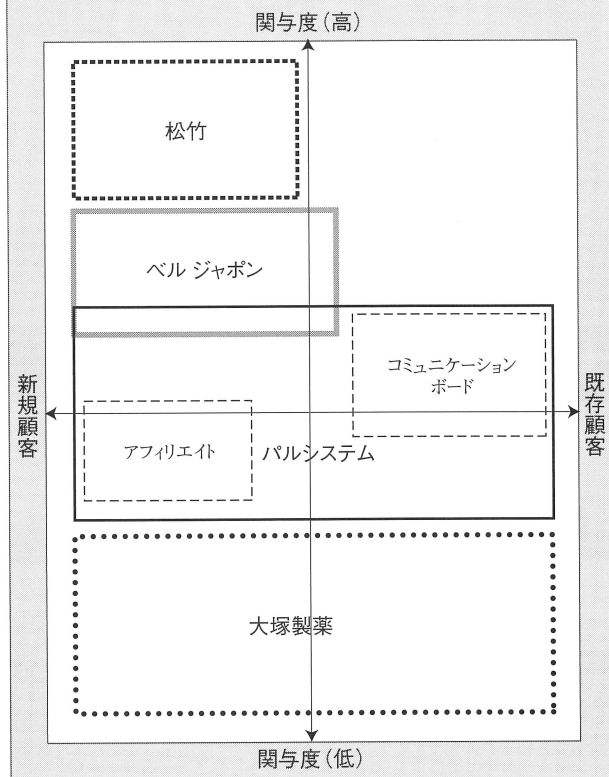 関与度（高）
松竹
ベル ジャポン
コミュニケーション
ボード
新規顧客
既存顧客
アフィリエイト
パルシステム
大塚製薬
関与度（低）